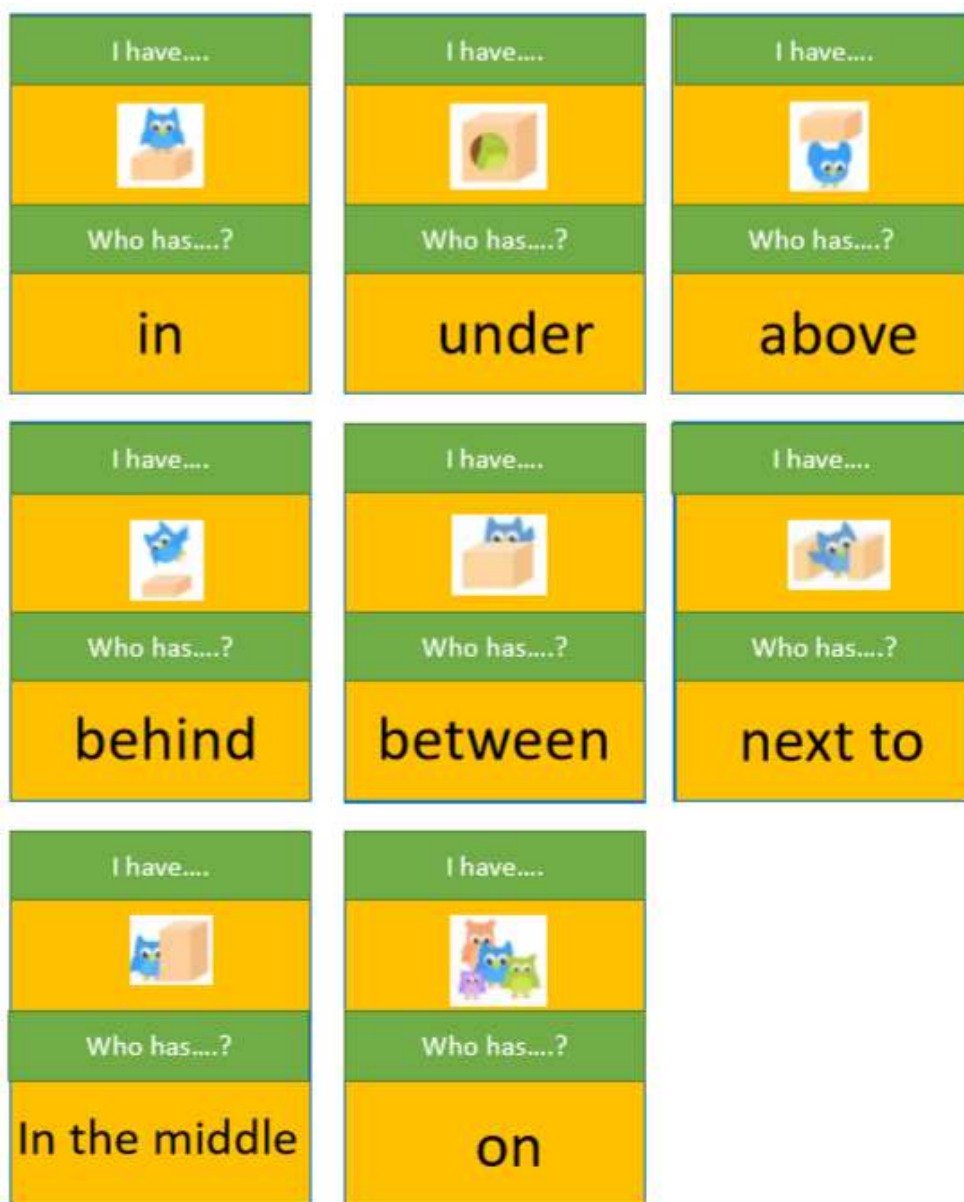 I have....
Who has....?
in
I have....
Who has....?
under
I have....
Who has....?
above
I have....
Who has....?
behind
I have....
Who has....?
between
I have....
Who has....?
next to
I have....
Who has....?
In the middle
I have....
Who has....?
on